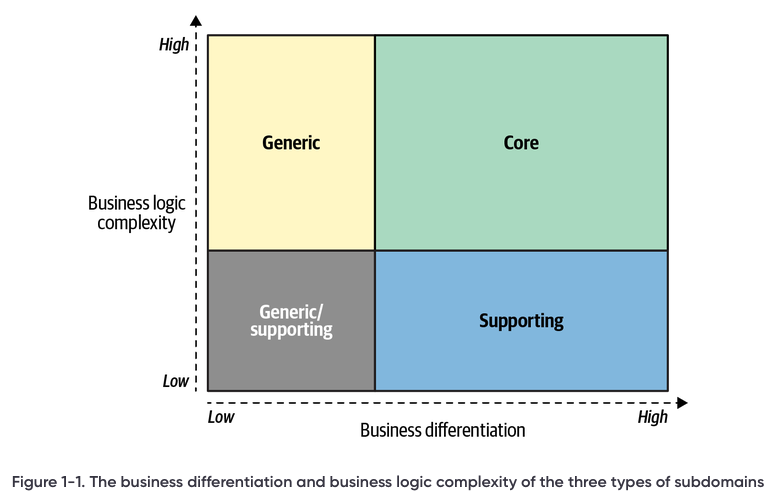 High
Generic
Core
Business logic
complexity
Generic/
supporting
Supporting
Low
Low
High
Business differentiation
Figure 1-1. The business differentiation and business logic complexity of the three types of subdomains